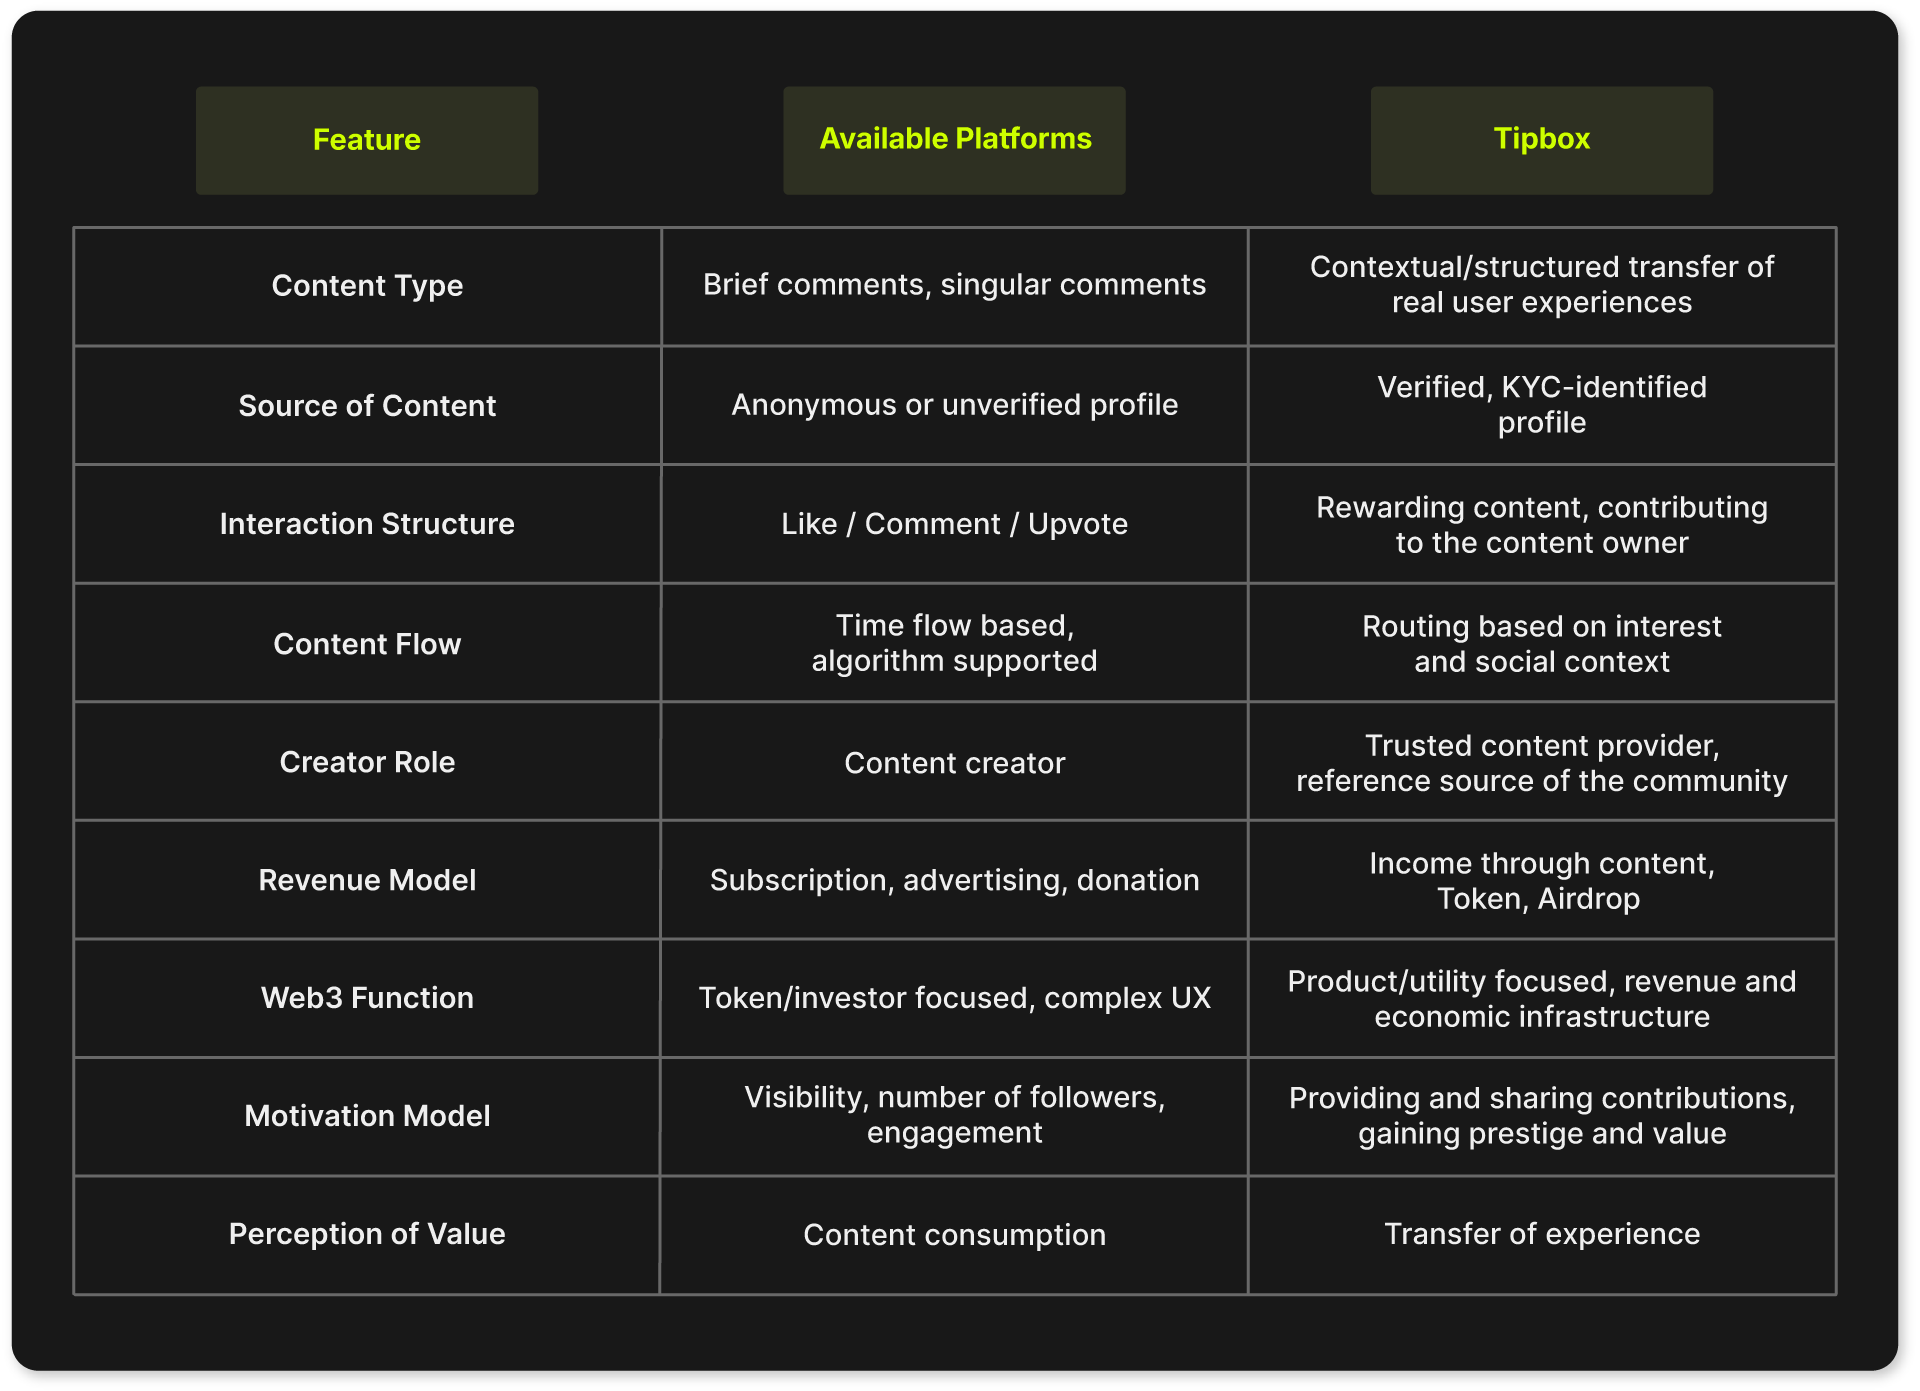 Feature
Available Platforms
Tipbox
Content Type
Brief comments, singular comments
Contextual/structured transfer of
real user experiences
Source of Content
Anonymous or unverified profile
Verified, KYC-identified
profile
Interaction Structure
Like / Comment / Upvote
Rewarding content, contributing
to the content owner
Content Flow
Time flow based,
algorithm supported
Routing based on interest
and social context
Creator Role
Content creator
Trusted content provider,
reference source of the community
Revenue Model
Subscription, advertising, donation
Income through content,
Token, Airdrop
Web3 Function
Token/investor focused, complex UX
Product/utility focused, revenue and
economic infrastructure
Motivation Model
Visibility, number of followers,
engagement
Providing and sharing contributions,
gaining prestige and value
Perception of Value
Content consumption
Transfer of experience